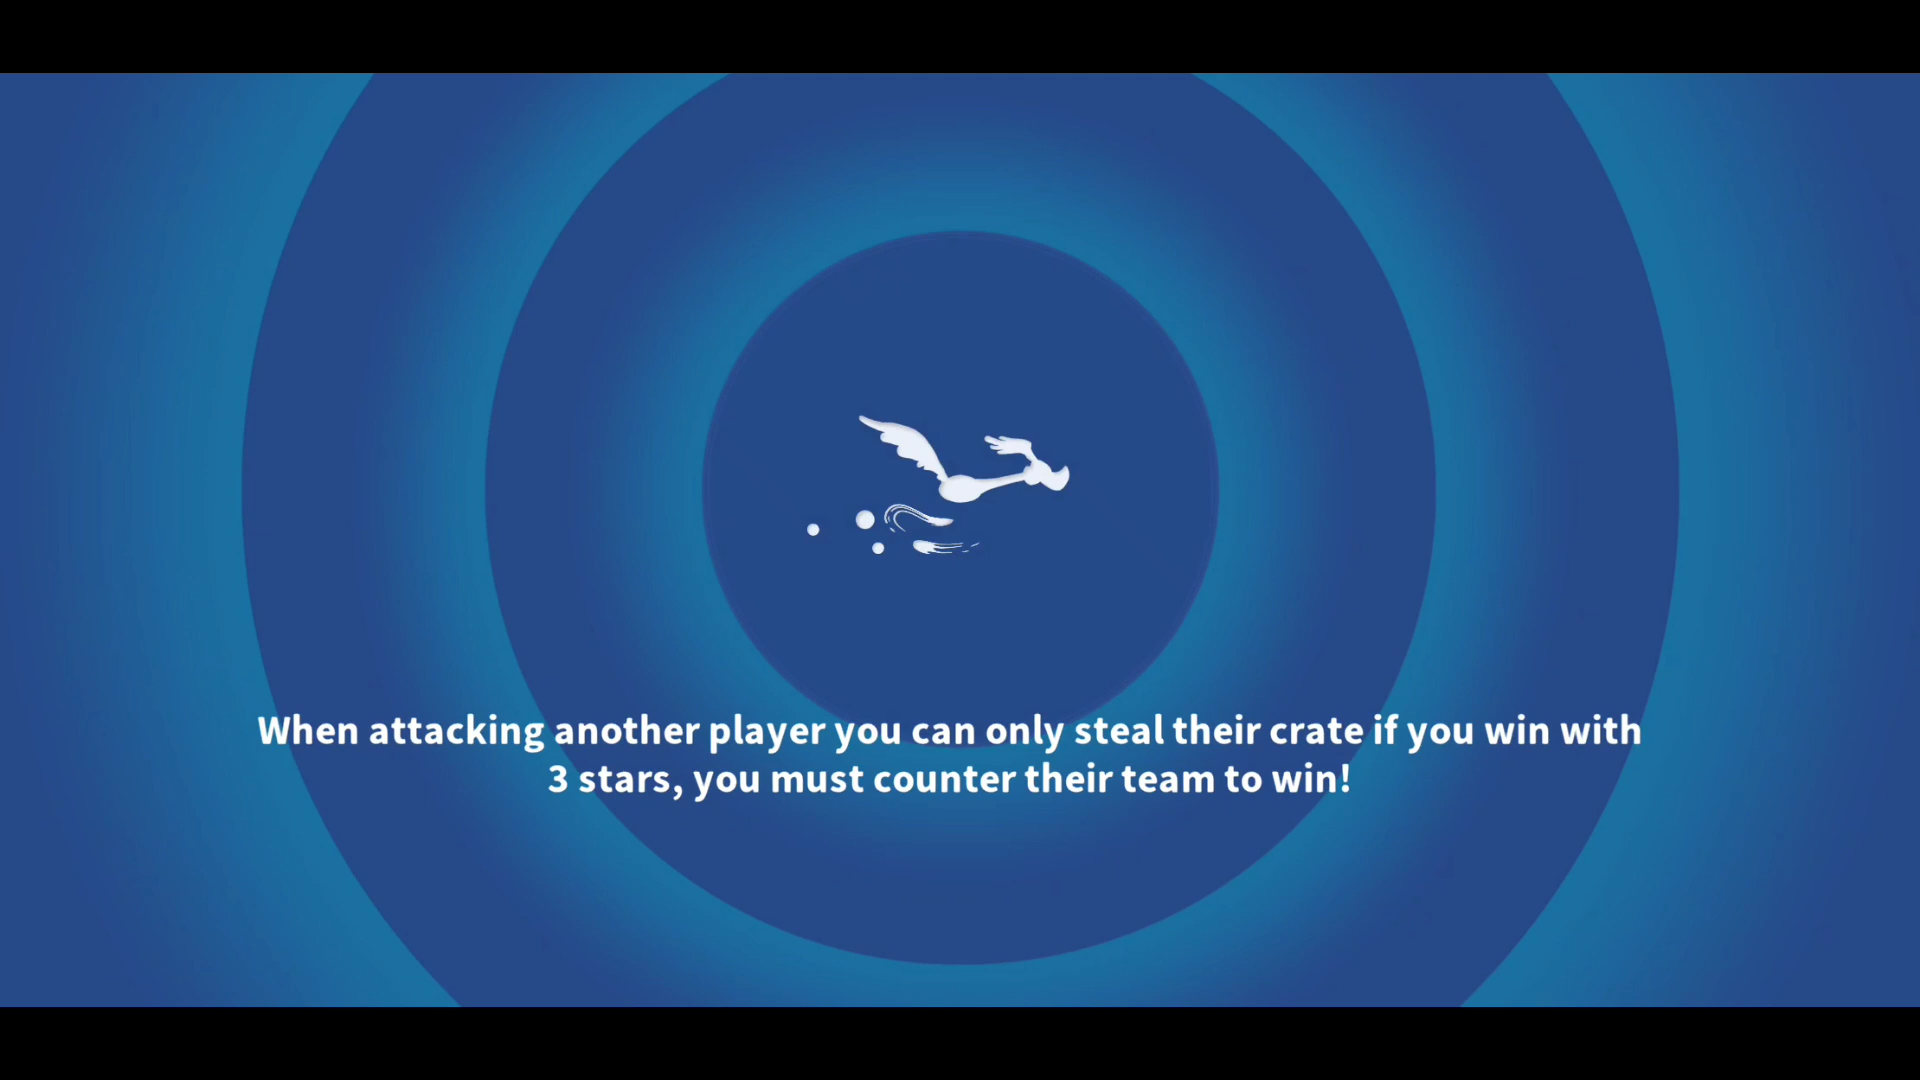 When attacking another player you can only steal their crate if you win with
3 stars, you must counter their team to win!